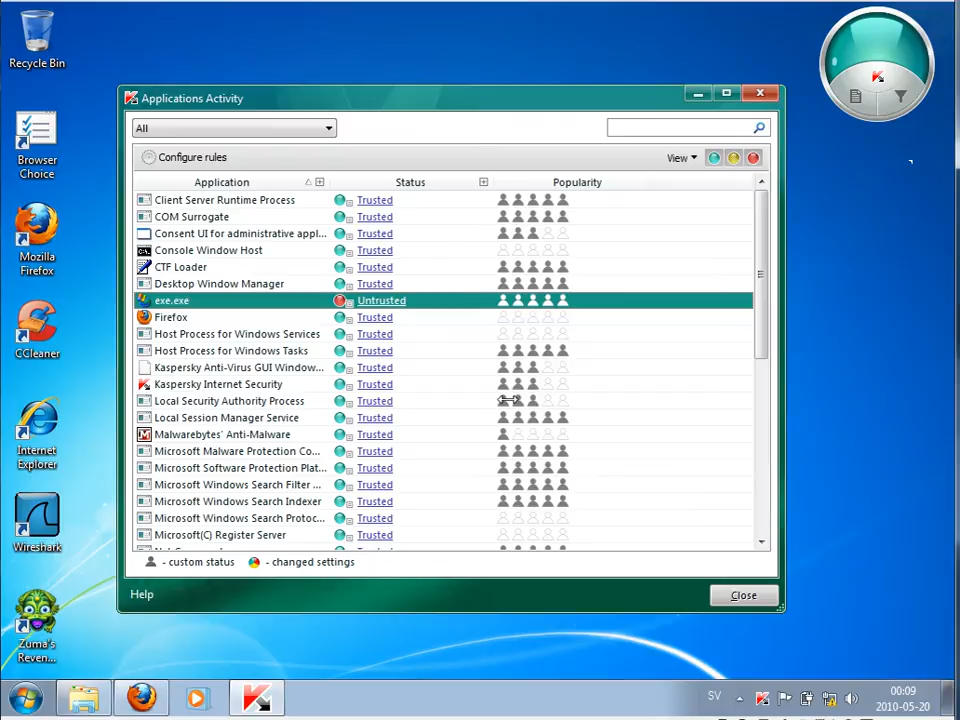 Recycle Bin
Browser
Choice
Mozilla
Firefox
CCleaner
Internet
Explorer
Wireshark
Zuma's
Reven...
Applications Activity
All
Configure rules
View
Application
Status
Popularity
Client Server Runtime Process Trusted
COM Surrogate Trusted
Consent UI for administrative appl... Trusted
Console Window Host Trusted
CTF Loader Trusted
Desktop Window Manager Trusted
exe.exe Untrusted
Firefox Trusted
Host Process for Windows Services Trusted
Host Process for Windows Tasks Trusted
Kaspersky Anti-Virus GUI Window... Trusted
Kaspersky Internet Security Trusted
Local Security Authority Process Trusted
Local Session Manager Service Trusted
Malwarebytes' Anti-Malware Trusted
Microsoft Malware Protection Co... Trusted
Microsoft Software Protection Plat... Trusted
Microsoft Windows Search Filter ... Trusted
Microsoft Windows Search Indexer Trusted
Microsoft Windows Search Protoc... Trusted
Microsoft(C) Register Server Trusted
- custom status
- changed settings
Help
Close
SV
00:09
2010-05-20